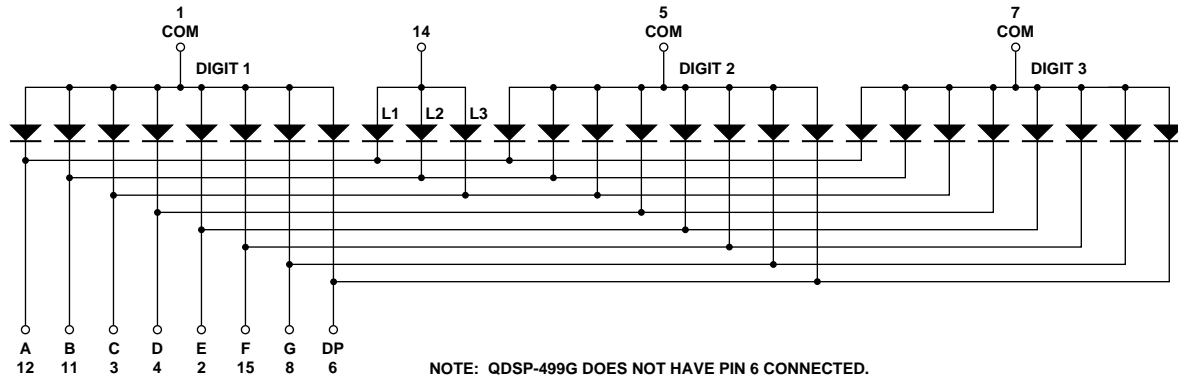 1 5 7
COM 14 COM COM
DIGIT 1 DIGIT 2 DIGIT 3
L1 L2 L3
A B C D E F G DP
12 11 3 4 2 15 8 6 NOTE: QDSP-499G DOES NOT HAVE PIN 6 CONNECTED.